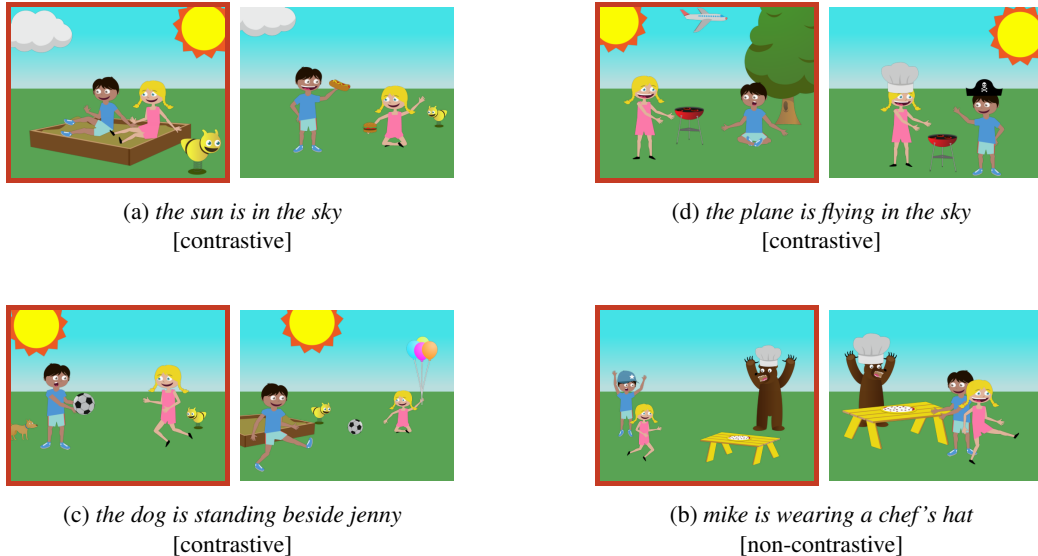 (a) the sun is in the sky
[contrastive]
(d) the plane is flying in the sky
[contrastive]
(c) the dog is standing beside jenny
[contrastive]
(b) mike is wearing a chef's hat
[non-contrastive]